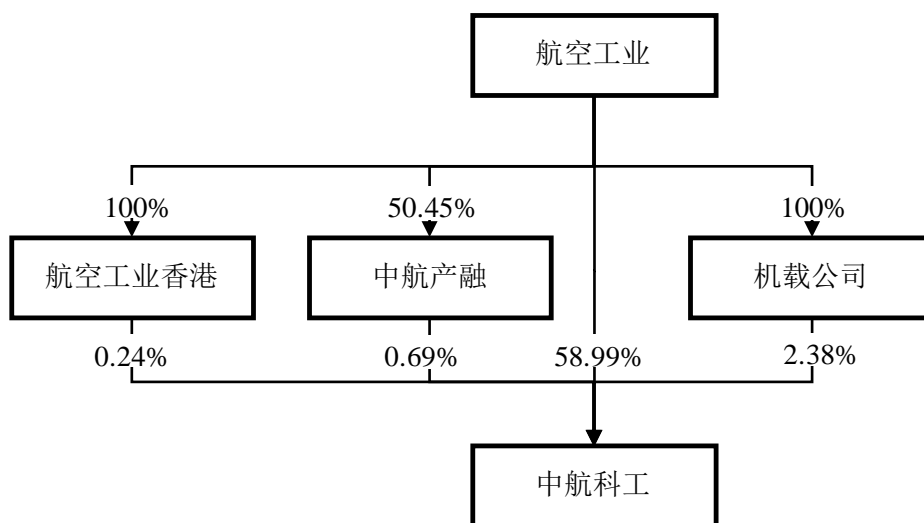 航空工业
100%
50.45%
100%
航空工业香港
中航产融
机载公司
0.24%
0.69%
58.99%
2.38%
中航科工